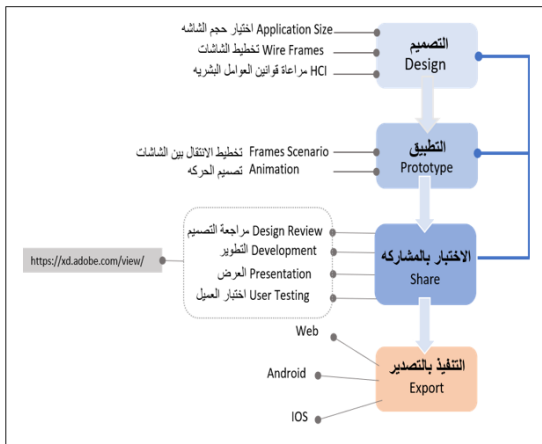 التصميم
Design
اختيار حجم الشاشه Application Size
تخطيط الشاشات Wire Frames
مراعاة قوانين العوامل البشريه HCI
التطبيق
Prototype
تخطيط الانتقال بين الشاشات Frames Scenario
تصميم الحركه Animation
الاختبار بالمشاركه
Share
مراجعة التصميم Design Review
التطوير Development
العرض Presentation
اختبار العميل User Testing
https://xd.adobe.com/view/
التنفيذ بالتصدير
Export
Web
Android
IOS